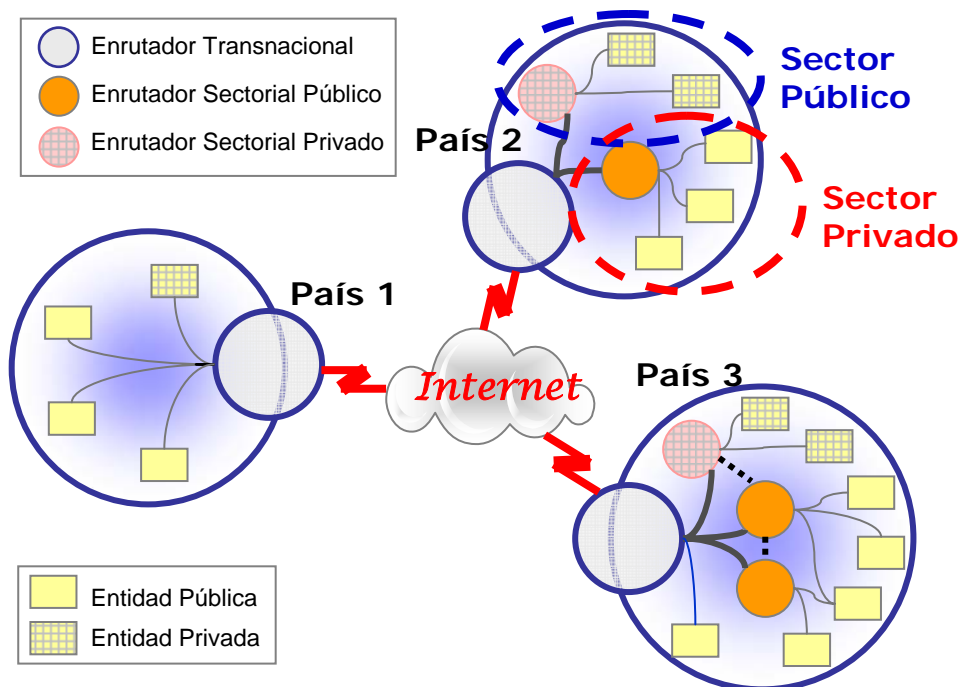 Enrutador Transnacional
Enrutador Sectorial Público
Enrutador Sectorial Privado
Sector
Público
País 2
Sector
Privado
País 1
Internet
País 3
Entidad Pública
Entidad Privada